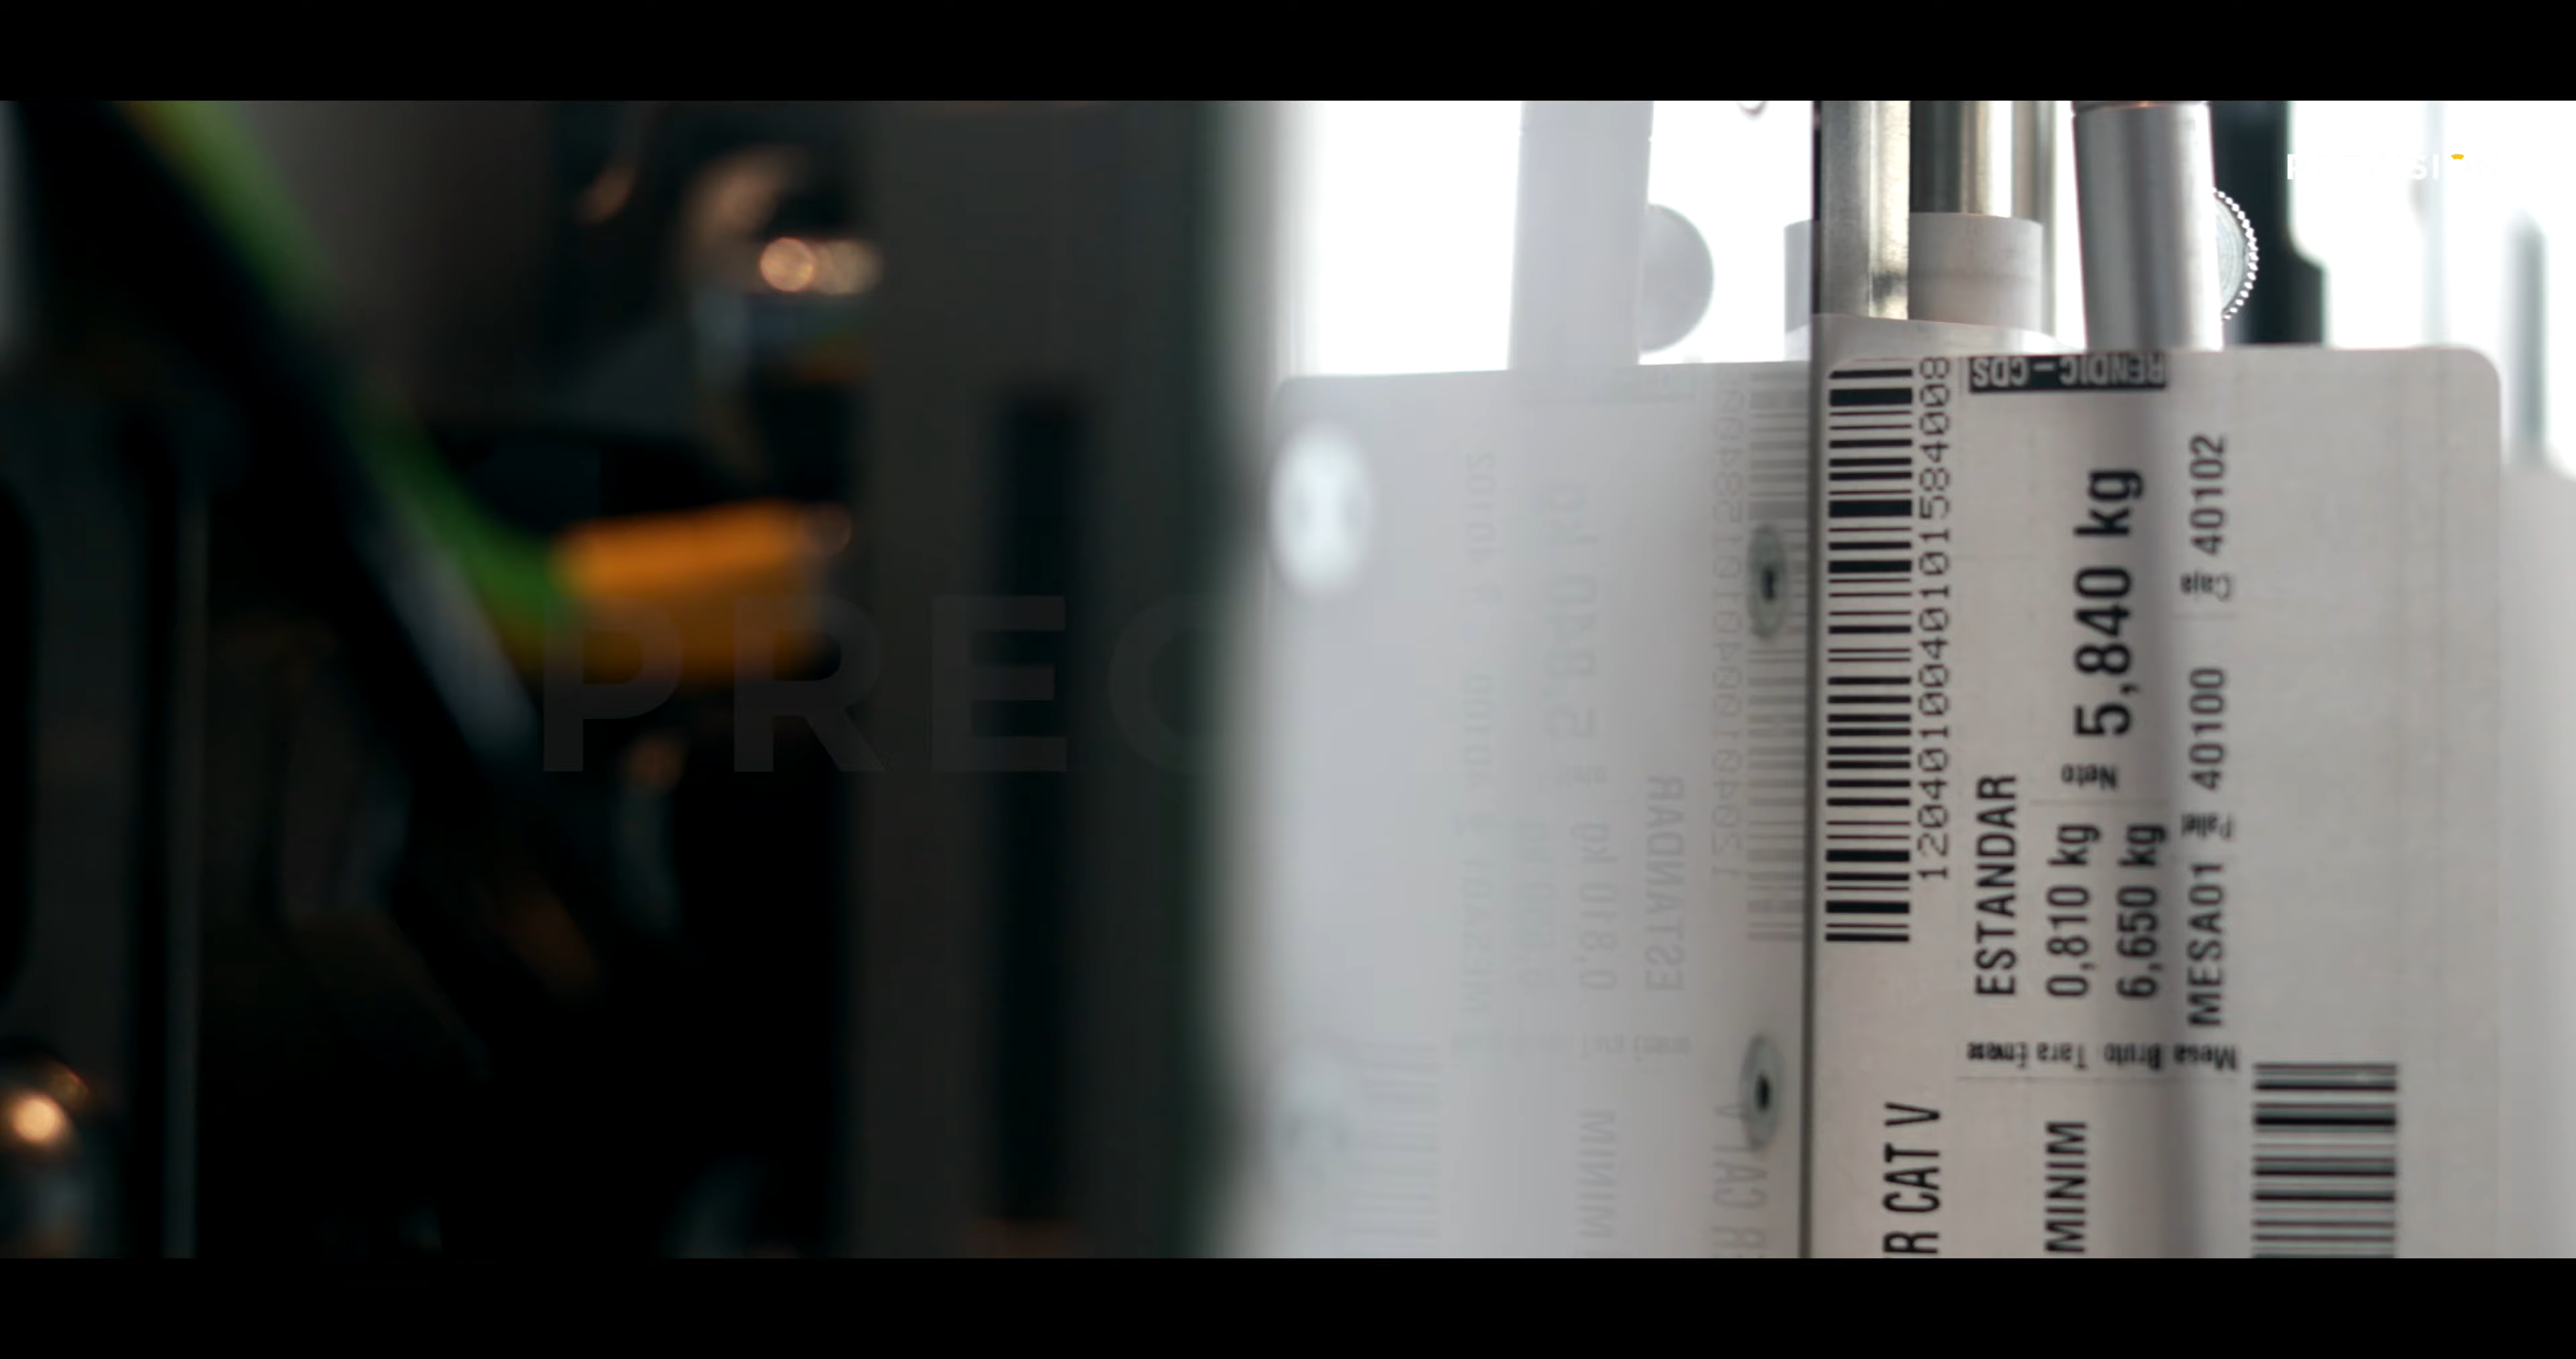 PREC
RENDIC-CDS
1204010040101584008
ESTANDAR
Neto 5,840 kg
0,810 kg
6,650 kg
MESA01 Pallet 40100 Caja 40102
Tara
Bruto
Mesa
R CAT V
MINIM